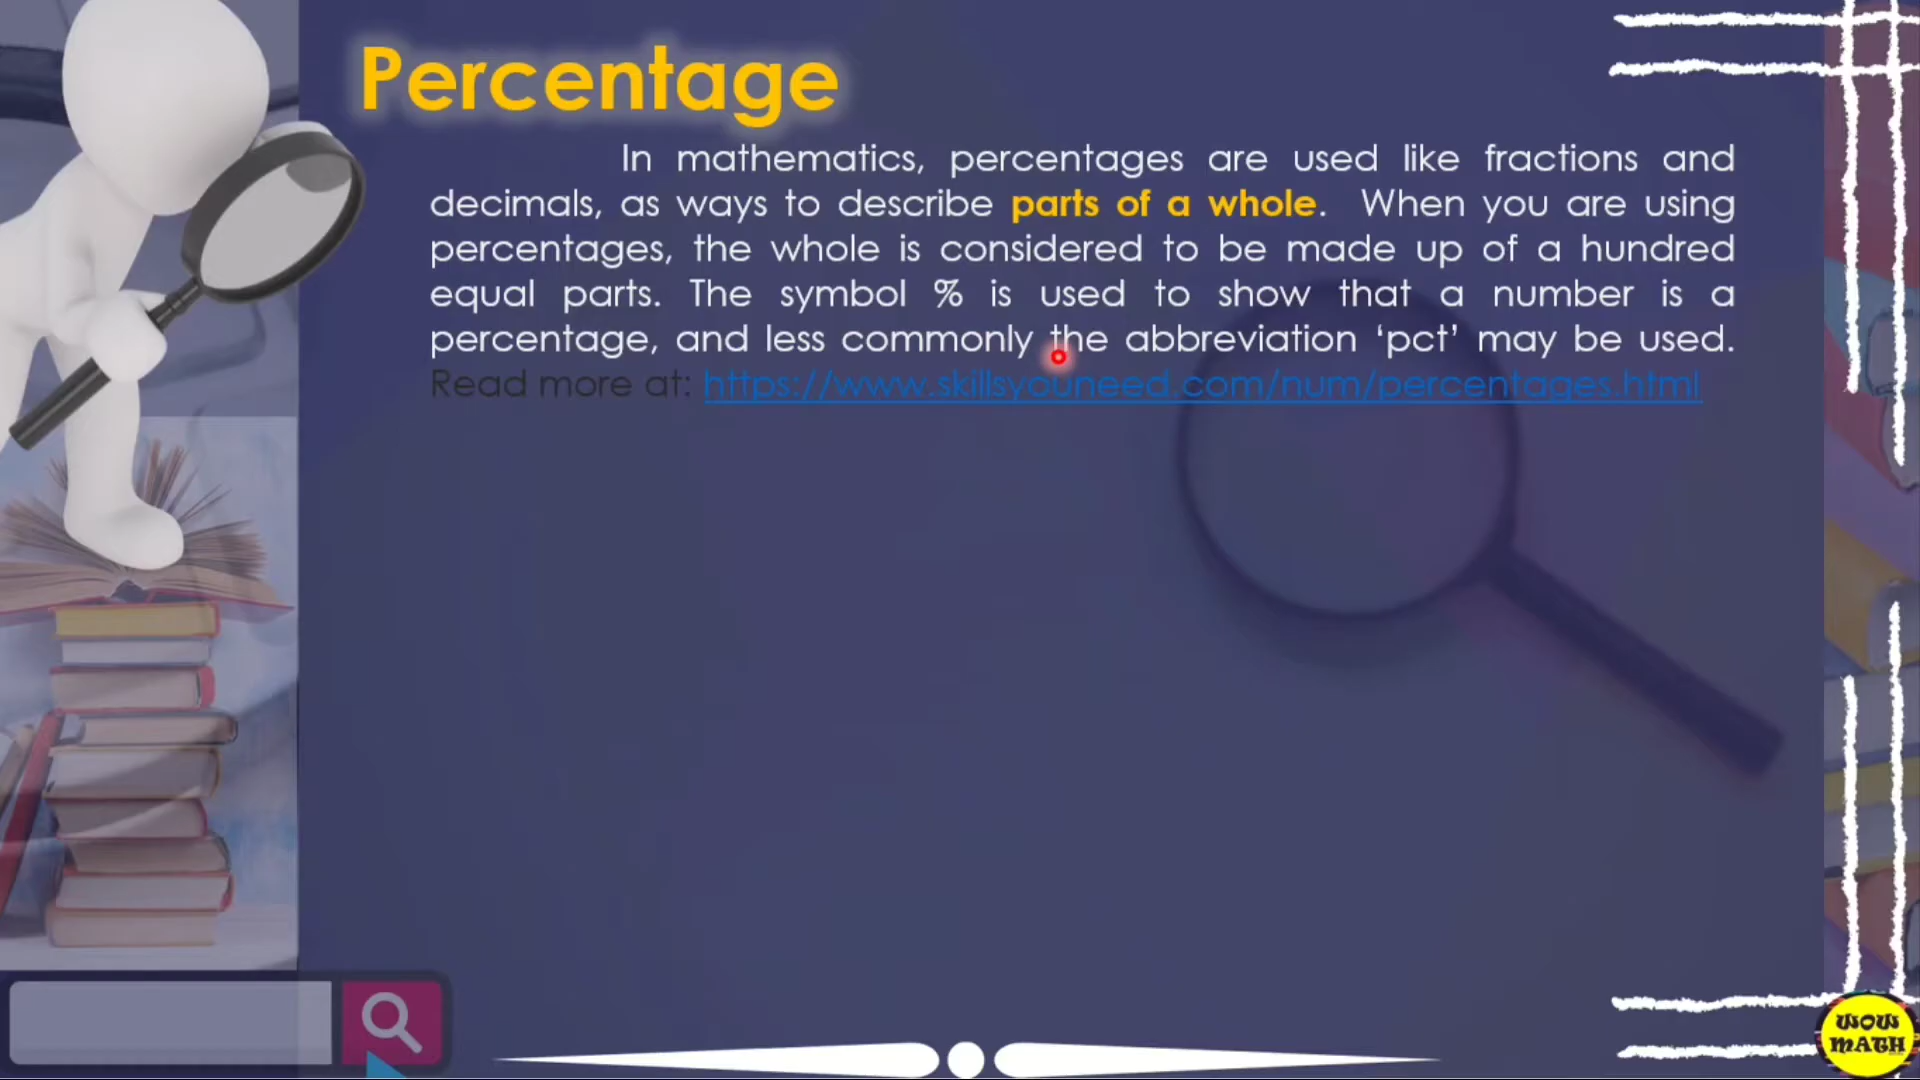 Percentage
In mathematics, percentages are used like fractions and
decimals, as ways to describe parts of a whole. When you are using
percentages, the whole is considered to be made up of a hundred
equal parts. The symbol % is used to show that a number is a
percentage, and less commonly the abbreviation ‘pct’ may be used.
Read more at: https://www.skillsyouneed.com/num/percentages.html
WOW
MATH